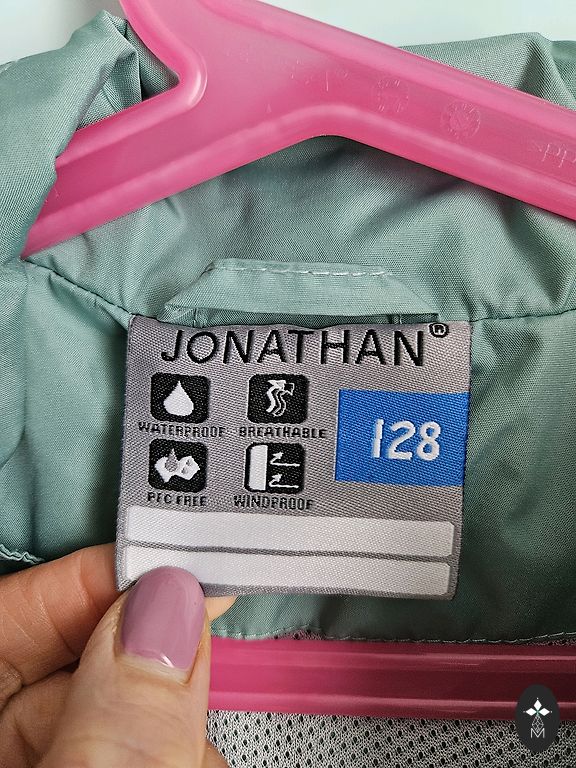 JONATHAN®
WATERPROOF BREATHABLE
128
PFC FREE WINDPROOF